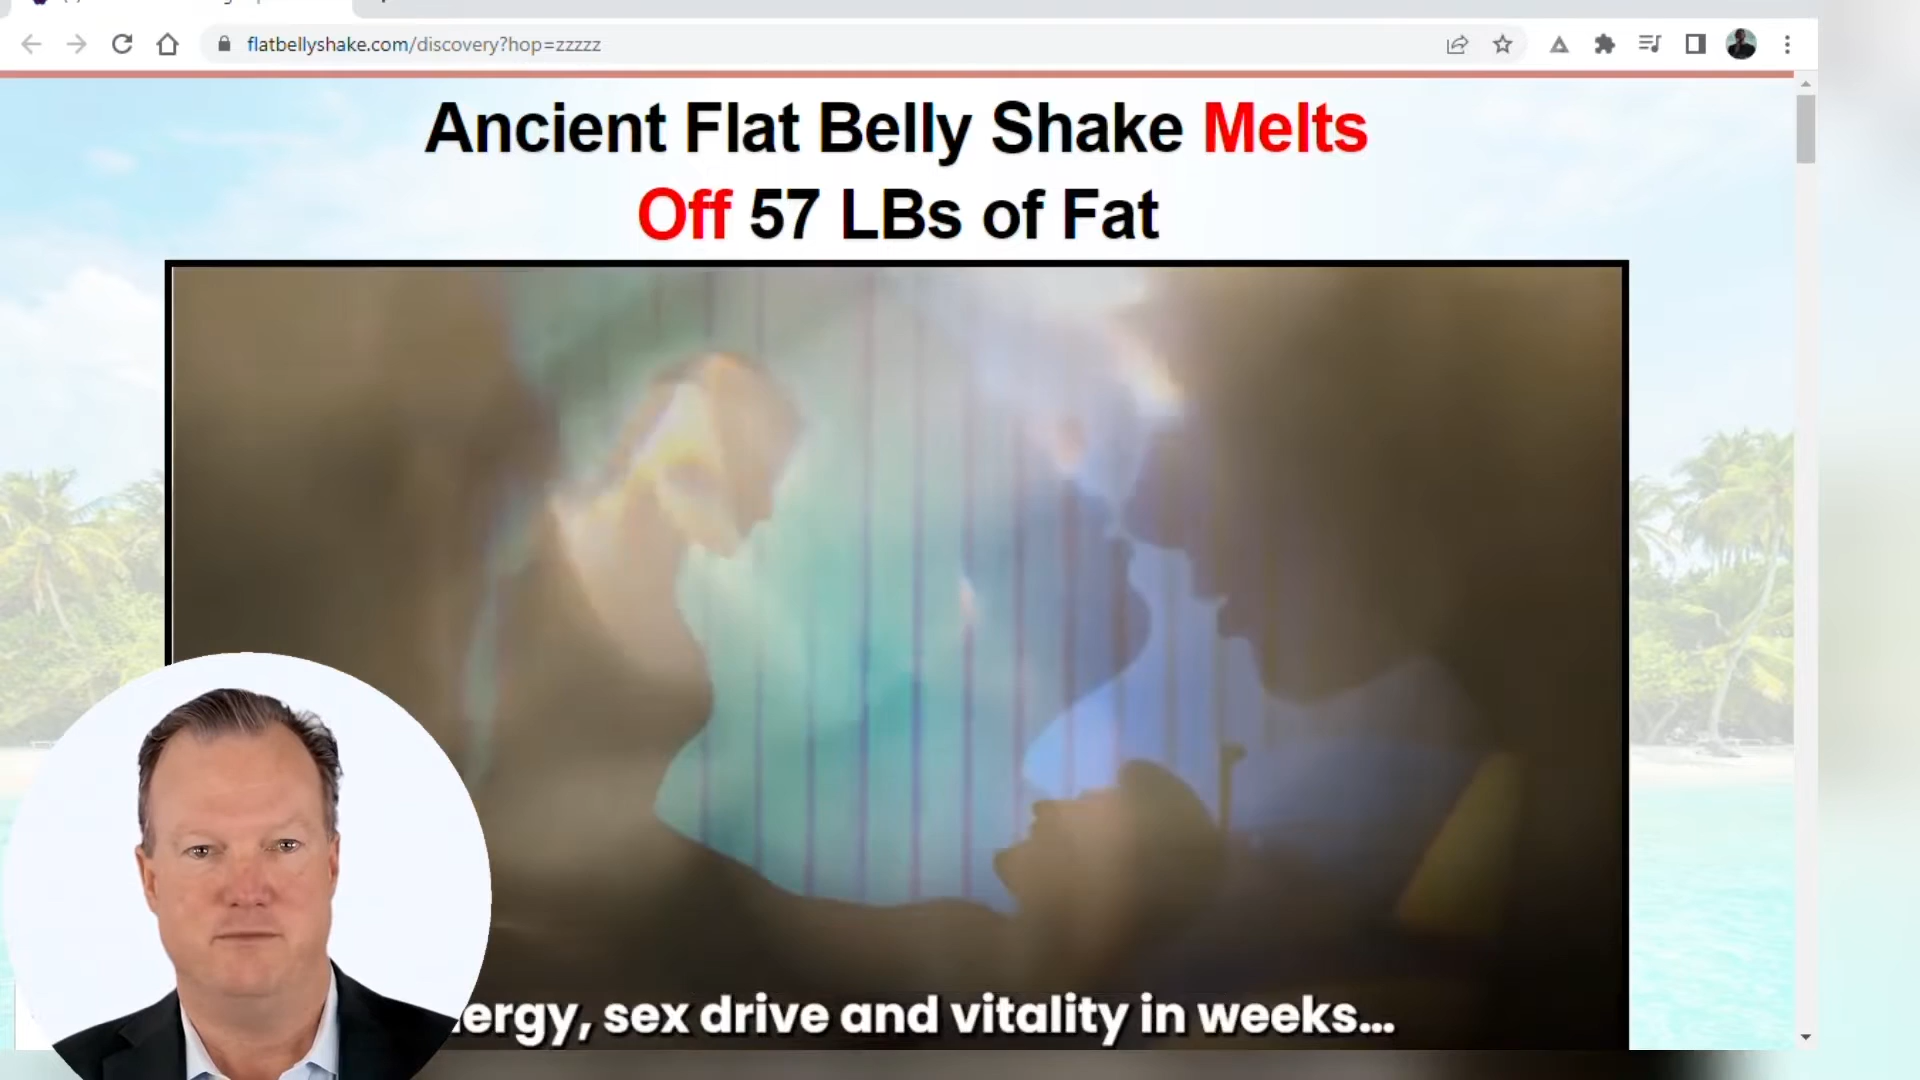 flatbellyshake.com/discovery?hop=zzzzz
Ancient Flat Belly Shake Melts
Off 57 LBs of Fat
ergy, sex drive and vitality in weeks...